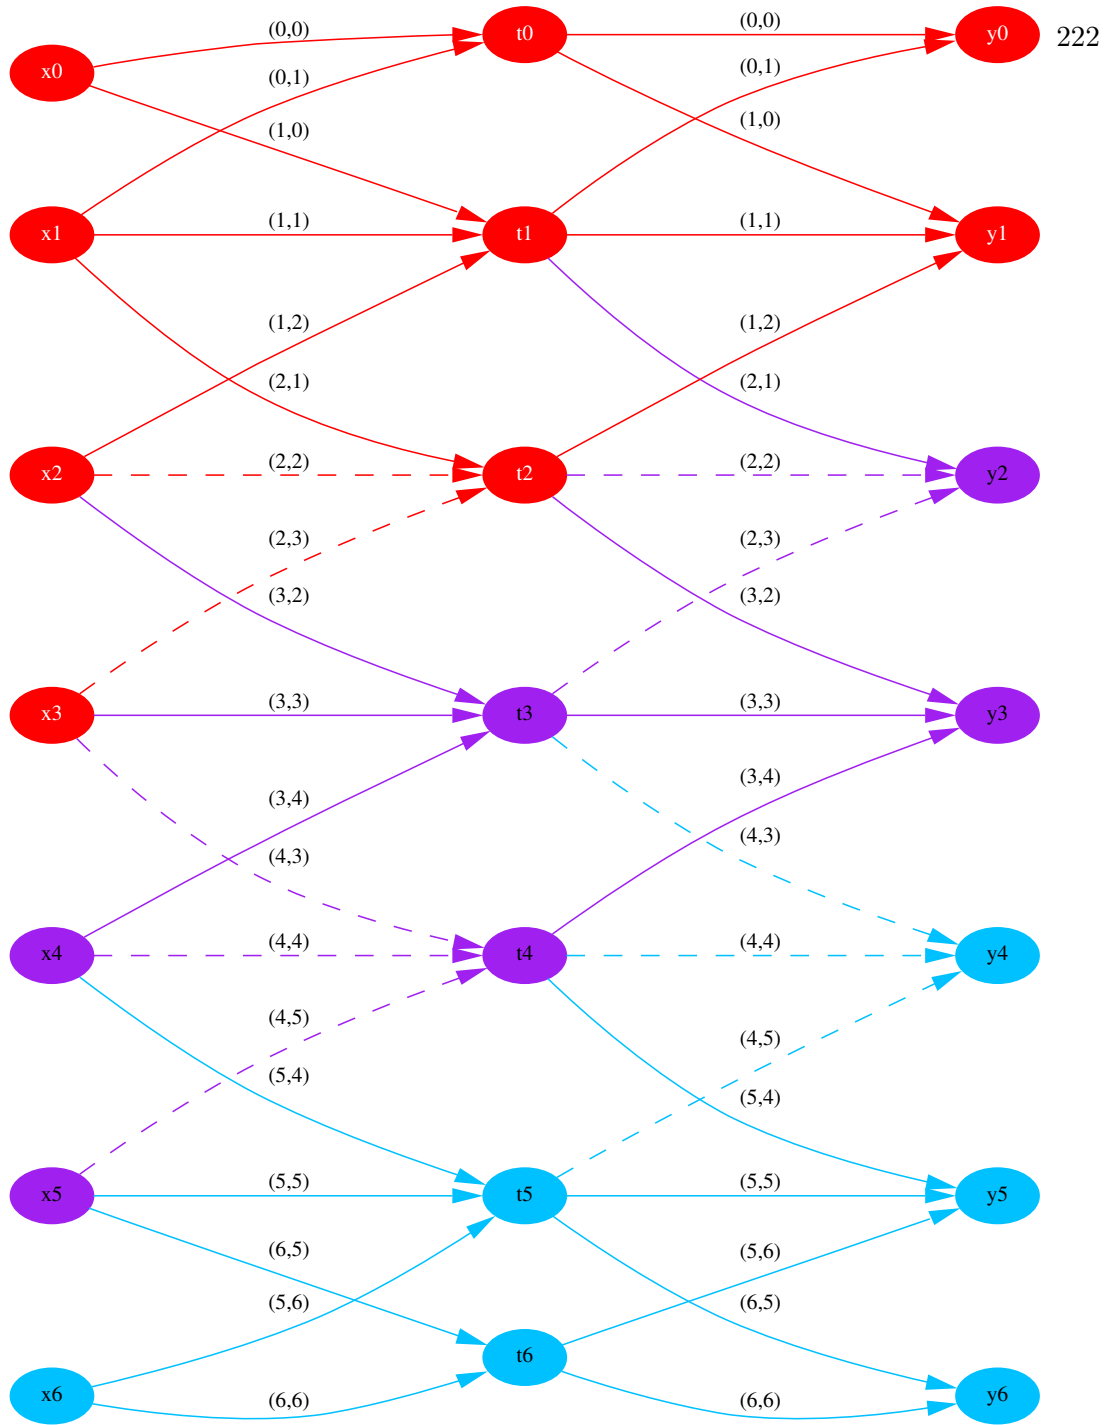 (0,0) (0,0)
t0 y0 222
x0
(0,1) (0,1)
(1,0) (1,0)
x1 (1,1) t1 (1,1) y1
(1,2) (1,2)
(2,1) (2,1)
x2 (2,2) t2 (2,2) y2
(2,3) (2,3)
(3,2) (3,2)
x3 (3,3) t3 (3,3) y3
(3,4) (3,4)
(4,3) (4,3)
x4 (4,4) t4 (4,4) y4
(4,5) (4,5)
(5,4) (5,4)
x5 (5,5) t5 (5,5) y5
(6,5) (5,6)
(5,6) (6,5)
t6
x6 (6,6) (6,6) y6